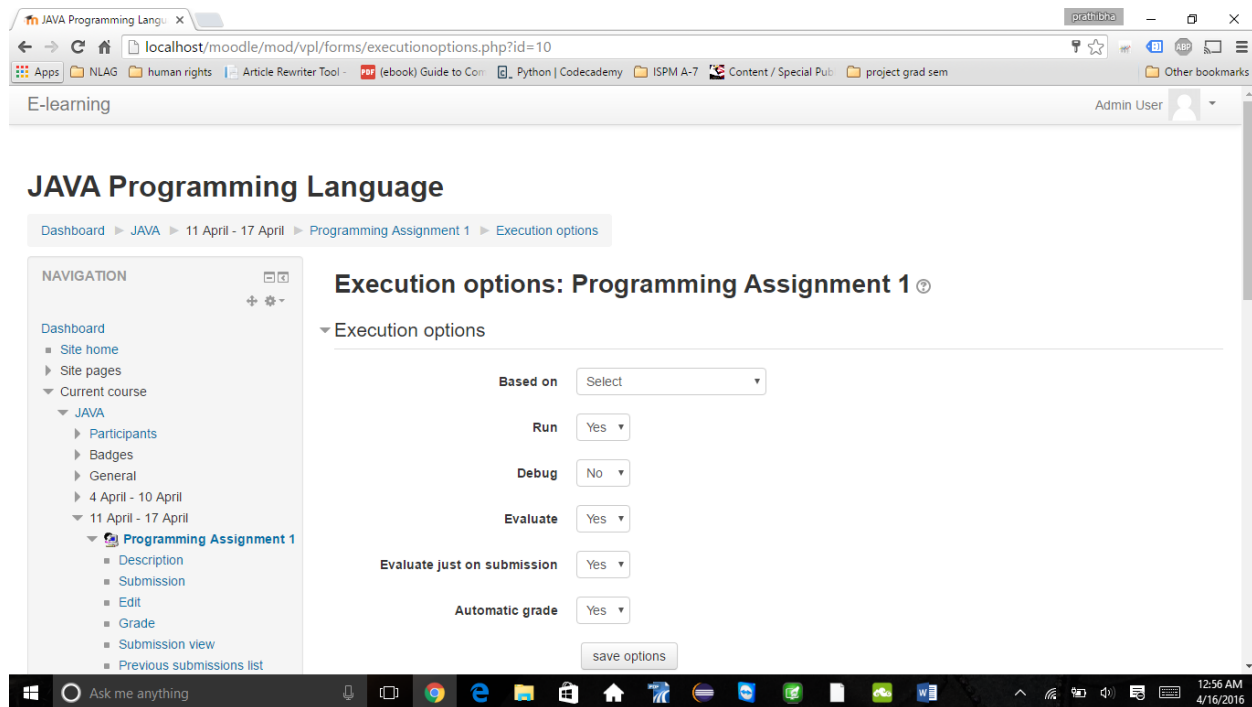 JAVA Programming Langu
prathibha
localhost/moodle/mod/vpl/forms/executionoptions.php?id=10
Apps NLAG human rights Article Rewriter Tool - (ebook) Guide to Com Python | Codecademy ISPM A-7 Content / Special Pub project grad sem Other bookmarks
E-learning
Admin User
JAVA Programming Language
Dashboard JAVA 11 April - 17 April Programming Assignment 1 Execution options
NAVIGATION
Dashboard
Site home
Site pages
Current course
JAVA
Participants
Badges
General
4 April - 10 April
11 April - 17 April
Programming Assignment 1
Description
Submission
Edit
Grade
Submission view
Previous submissions list
Execution options: Programming Assignment 1
Execution options
Based on Select
Run Yes
Debug No
Evaluate Yes
Evaluate just on submission Yes
Automatic grade Yes
save options
Ask me anything
12:56 AM
4/16/2016